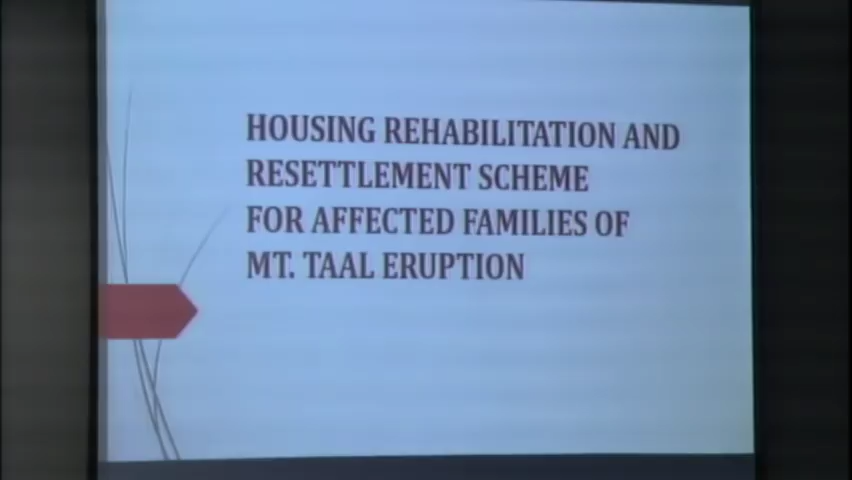 HOUSING REHABILITATION AND
RESETTLEMENT SCHEME
FOR AFFECTED FAMILIES OF
MT. TAAL ERUPTION